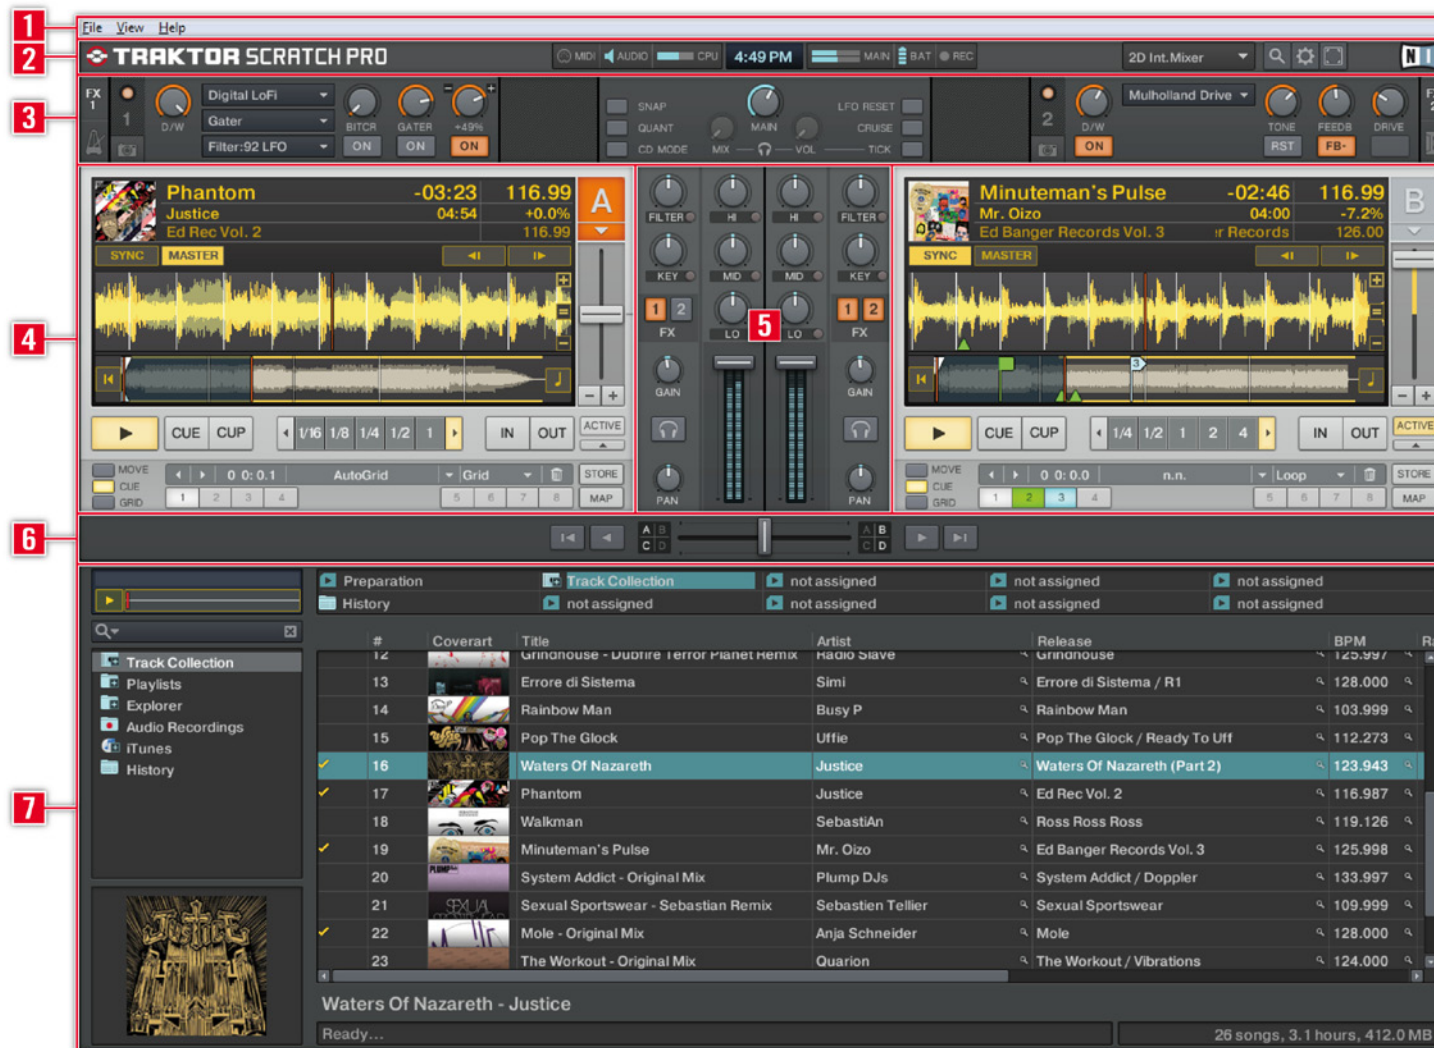 1
File View Help
2
TRAKTOR SCRATCH PRO
MIDI AUDIO CPU 4:49 PM MAIN BAT REC
2D Int.Mixer
3
FX 1
1
D/W
Digital LoFi
Gater
Filter:92 LFO
BITCR GATER +49%
ON ON ON
SNAP
QUANT
CD MODE
MAIN
MIX VOL
LFO RESET
CRUISE
TICK
2
D/W
ON
Mulholland Drive
TONE FEEDB DRIVE
RST FB-
4
Phantom -03:23 116.99
Justice 04:54 +0.0%
Ed Rec Vol. 2 116.99
A
SYNC MASTER
CUE CUP 1/16 1/8 1/4 1/2 1 IN OUT ACTIVE
MOVE
CUE
GRID
0 0: 0.1 AutoGrid Grid STORE
1 2 3 4 5 6 7 8 MAP
5
FILTER HI HI FILTER
KEY MID MID KEY
1 2 1 2
FX LO LO FX
GAIN GAIN
PAN PAN
Minuteman's Pulse -02:46 116.99
Mr. Oizo 04:00 -7.2%
Ed Banger Records Vol. 3 r Records 126.00
B
SYNC MASTER
3
CUE CUP 1/4 1/2 1 2 4 IN OUT ACTIVE
MOVE
CUE
GRID
0 0: 0.0 n.n. Loop STORE
1 2 3 4 5 6 7 8 MAP
6
A B
C D
A B
C D
7
Preparation Track Collection not assigned not assigned not assigned
History not assigned not assigned not assigned not assigned
Track Collection
Playlists
Explorer
Audio Recordings
iTunes
History
# Coverart Title Artist Release BPM Ra
12 Grindhouse - Dubfire Terror Planet Remix Radio Slave Grindhouse 125.997
13 Errore di Sistema Simi Errore di Sistema / R1 128.000
14 Rainbow Man Busy P Rainbow Man 103.999
15 Pop The Glock Uffie Pop The Glock / Ready To Uff 112.273
16 Waters Of Nazareth Justice Waters Of Nazareth (Part 2) 123.943
17 Phantom Justice Ed Rec Vol. 2 116.987
18 Walkman SebastiAn Ross Ross Ross 119.126
19 Minuteman's Pulse Mr. Oizo Ed Banger Records Vol. 3 125.998
20 System Addict - Original Mix Plump DJs System Addict / Doppler 133.997
21 Sexual Sportswear - Sebastian Remix Sebastien Tellier Sexual Sportswear 109.999
22 Mole - Original Mix Anja Schneider Mole 128.000
23 The Workout - Original Mix Quarion The Workout / Vibrations 124.000
Justice
Waters Of Nazareth - Justice
Ready...
26 songs, 3.1 hours, 412.0 MB